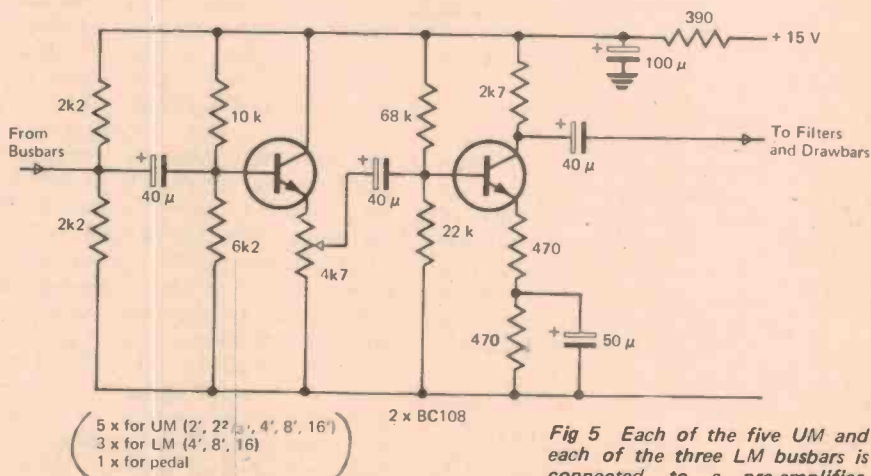 390
+ 15 V
+
100 µ
2k2
10 k
68 k
2k7
From
Busbars
+
40 µ
+
40 µ
+
40 µ
To Filters
and Drawbars
2k2
6k2
4k7
22 k
470
470
+
50 µ
5 x for UM (2', 4', 8', 16')
3 x for LM (4', 8', 16)
1 x for pedal
2 x BC108
Fig 5 Each of the five UM and
each of the three LM busbars is
connected to a pre-amplifier